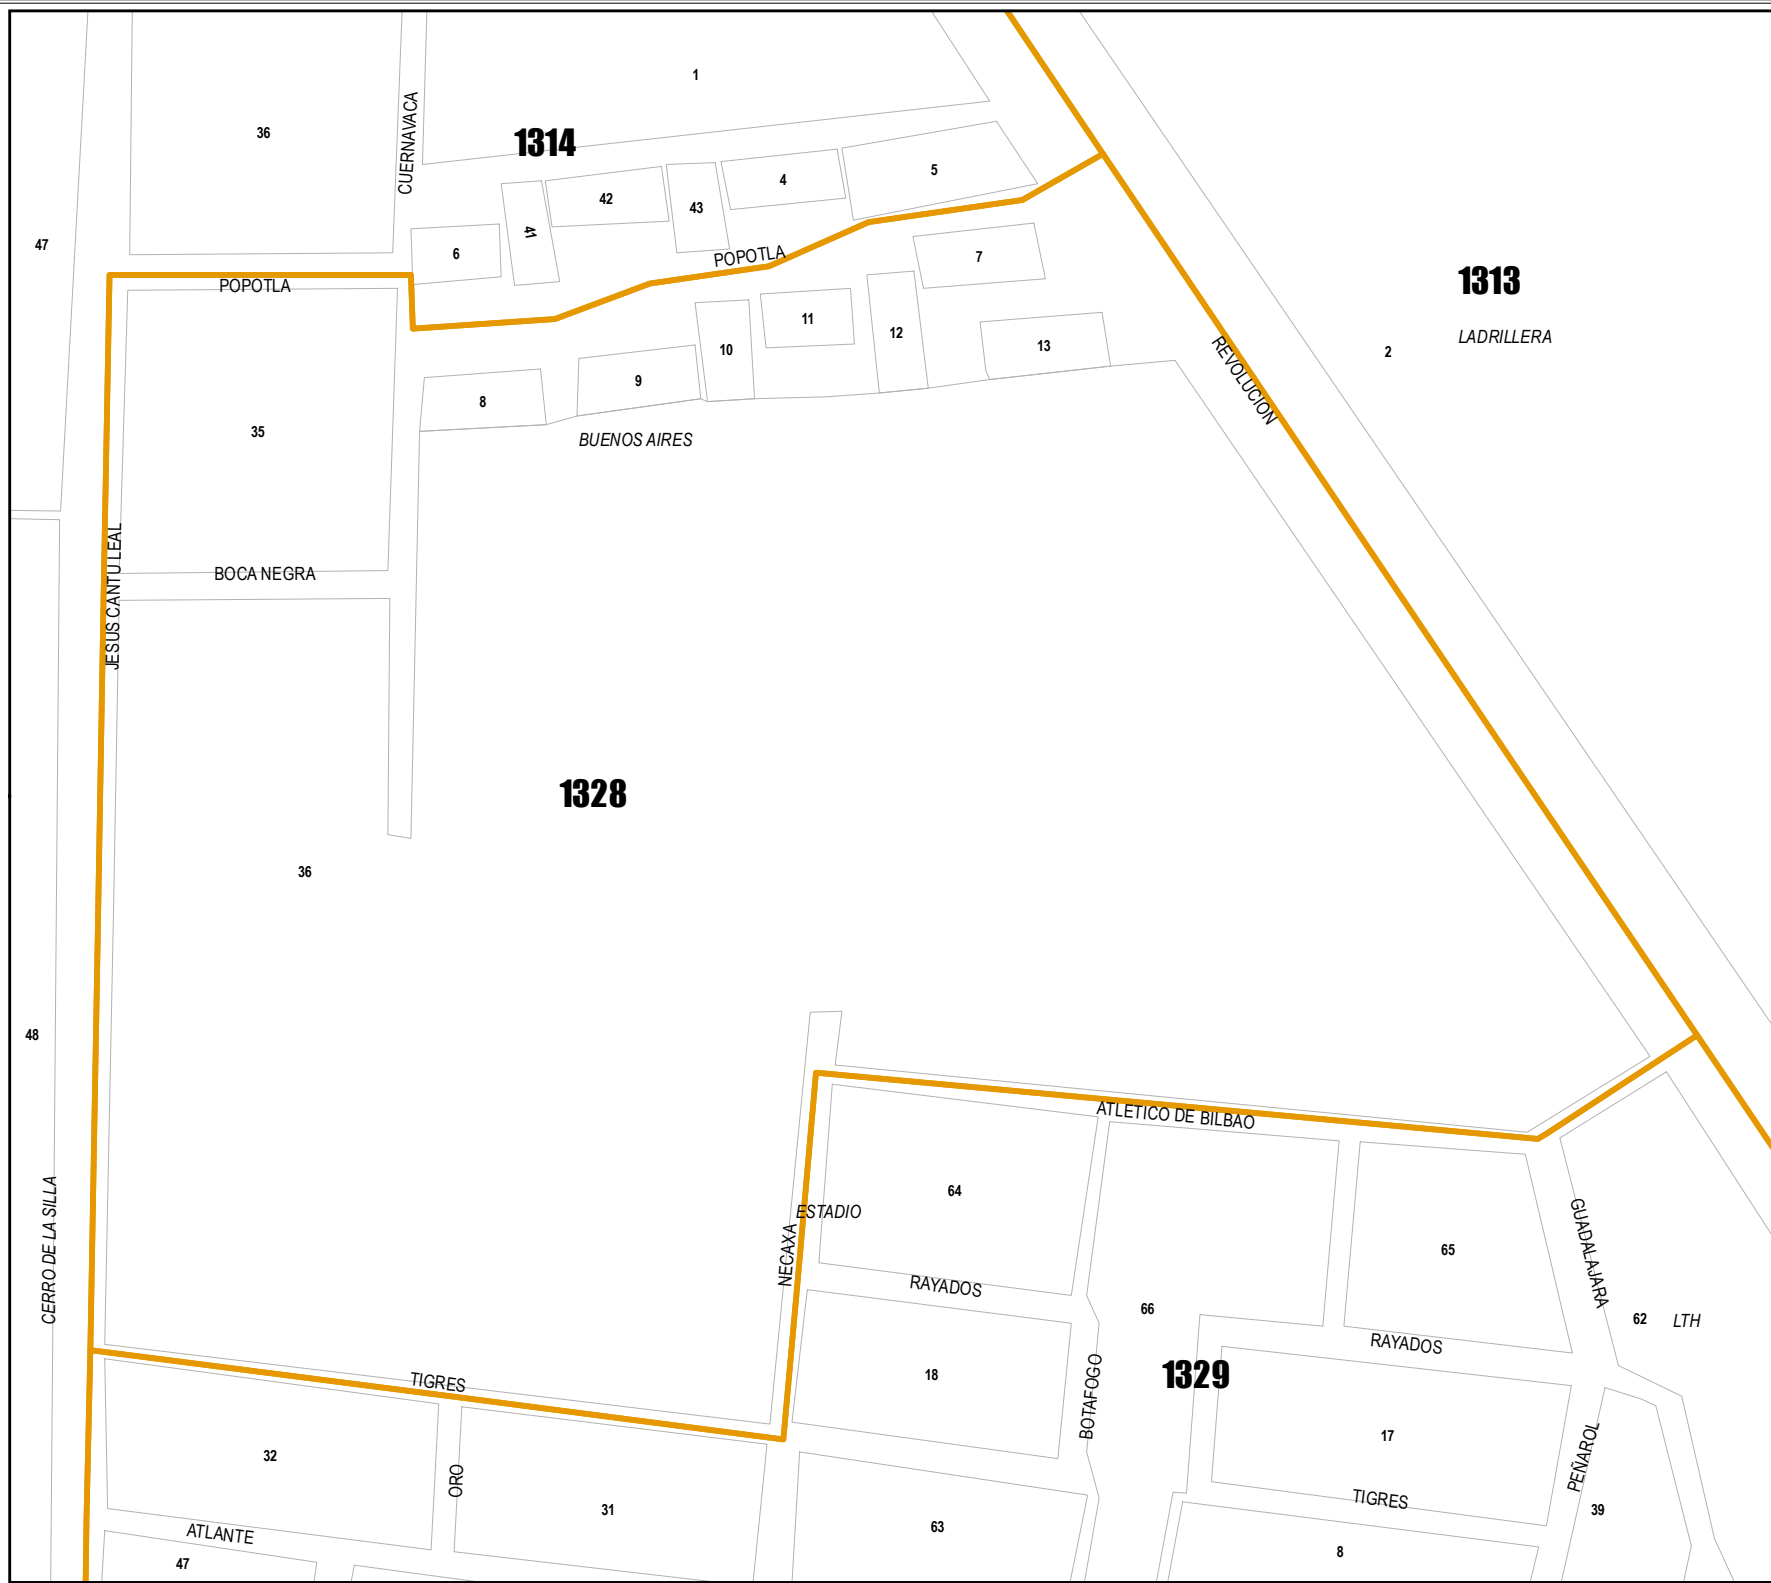 1
36
CUERNAVACA
1314
5
4
42
43
41
47
6
POPOTLA
7
1313
POPOTLA
LADRILLERA
2
REVOLUCION
11
12
13
10
9
8
35
BUENOS AIRES
JESUS CANTU LEAL
BOCA NEGRA
1328
36
48
ATLETICO DE BILBAO
64
ESTADIO
NECAXA
CERRO DE LA SILLA
GUADALAJARA
65
RAYADOS
66
62
LTH
RAYADOS
18
1329
BOTAFOGO
TIGRES
17
PEÑAROL
32
ORO
TIGRES
31
39
63
ATLANTE
8
47